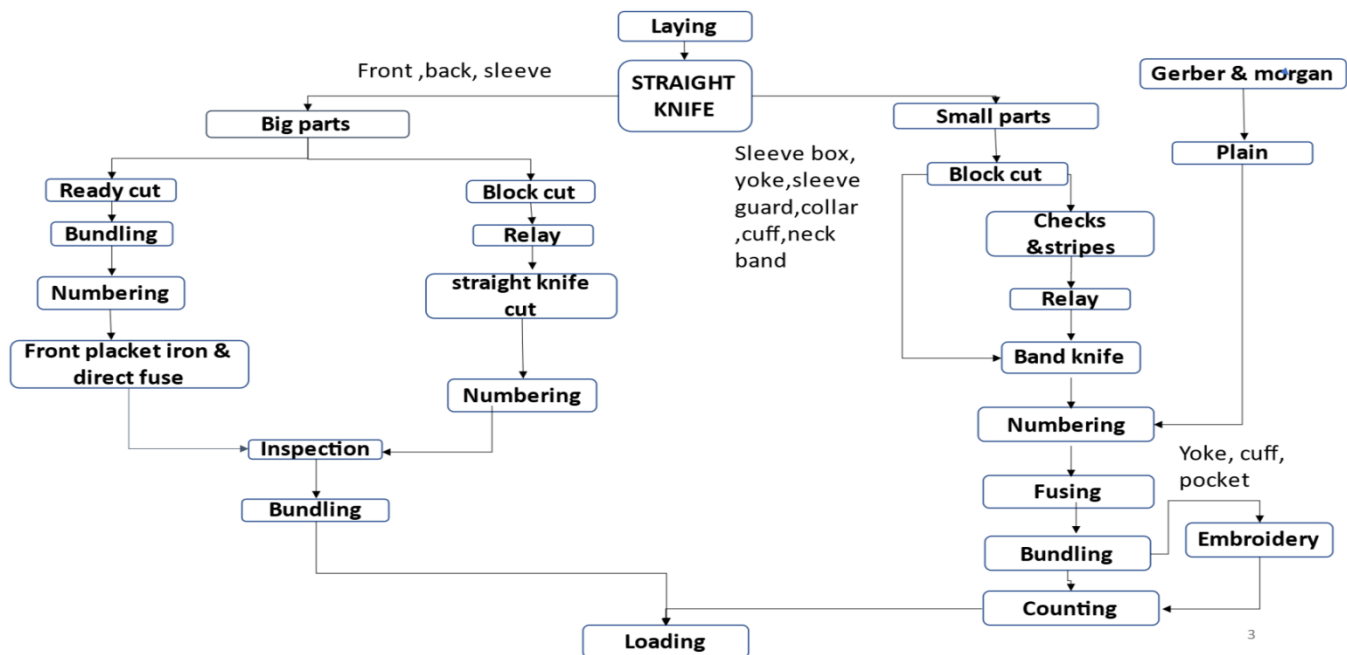 Laying
Front ,back, sleeve
STRAIGHT
KNIFE
Gerber & morgan
Big parts
Small parts
Sleeve box,
yoke,sleeve
guard,collar
,cuff,neck
band
Plain
Ready cut
Block cut
Block cut
Bundling
Relay
Checks
&stripes
Numbering
straight knife
cut
Relay
Front placket iron &
direct fuse
Band knife
Numbering
Numbering
Inspection
Yoke, cuff,
pocket
Fusing
Bundling
Embroidery
Bundling
Counting
Loading
3